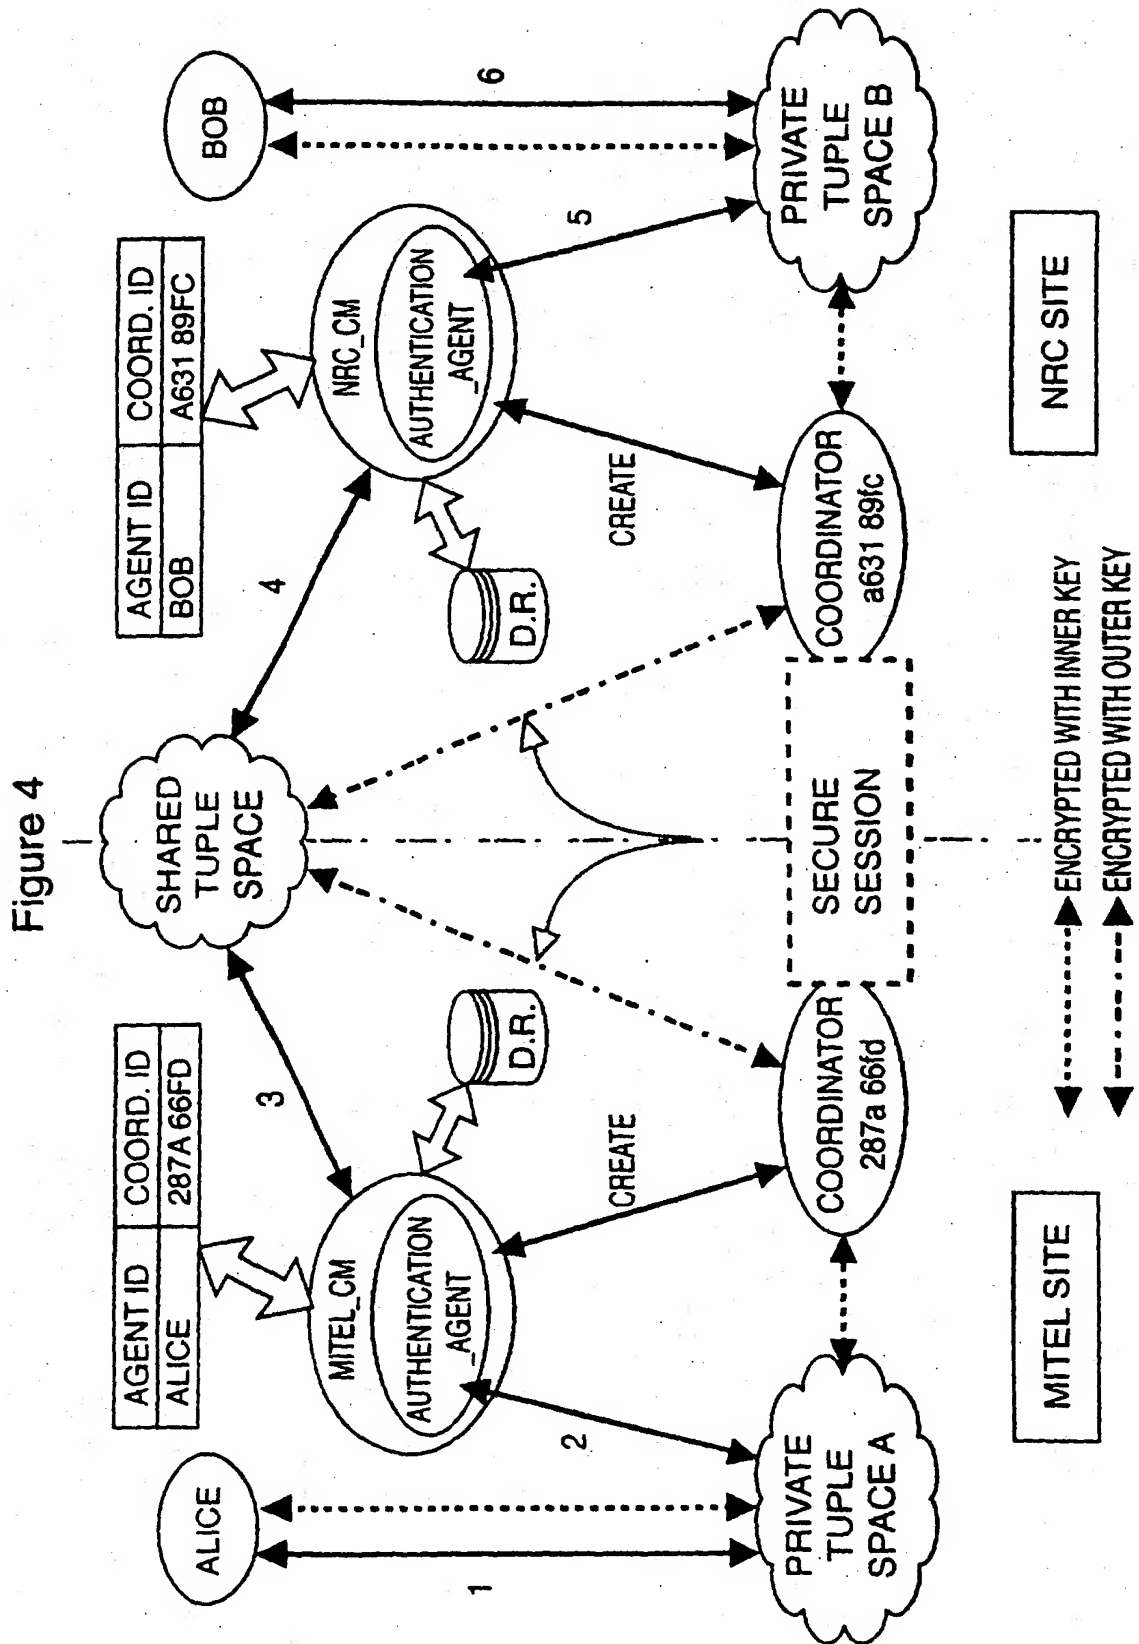 Figure 4
AGENT ID COORD. ID
ALICE 287A 66FD
AGENT ID COORD. ID
BOB A631 89FC
ALICE
MITEL_CM
AUTHENTICATION
_AGENT
3
SHARED
TUPLE
SPACE
4
NRC_CM
AUTHENTICATION
_AGENT
BOB
1
2
D.R.
D.R.
5
6
CREATE
CREATE
PRIVATE
TUPLE
SPACE A
COORDINATOR
287a 66fd
SECURE
SESSION
COORDINATOR
a631 89fc
PRIVATE
TUPLE
SPACE B
MITEL SITE
NRC SITE
ENCRYPTED WITH INNER KEY
ENCRYPTED WITH OUTER KEY